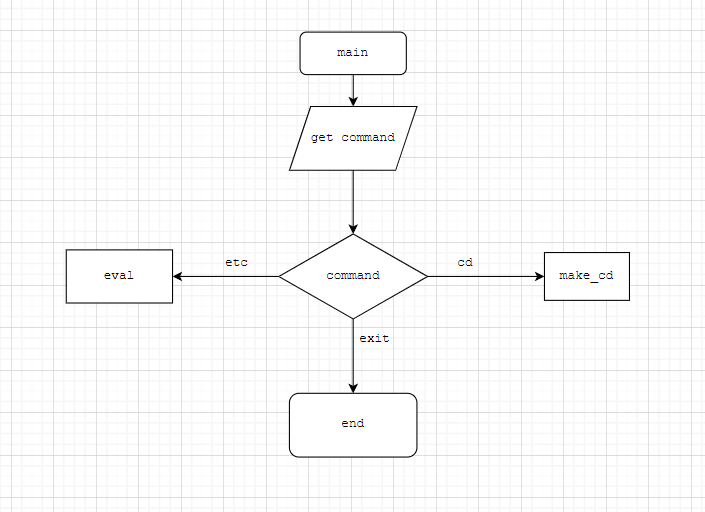 main
get command
etc
cd
eval
command
make_cd
exit
end